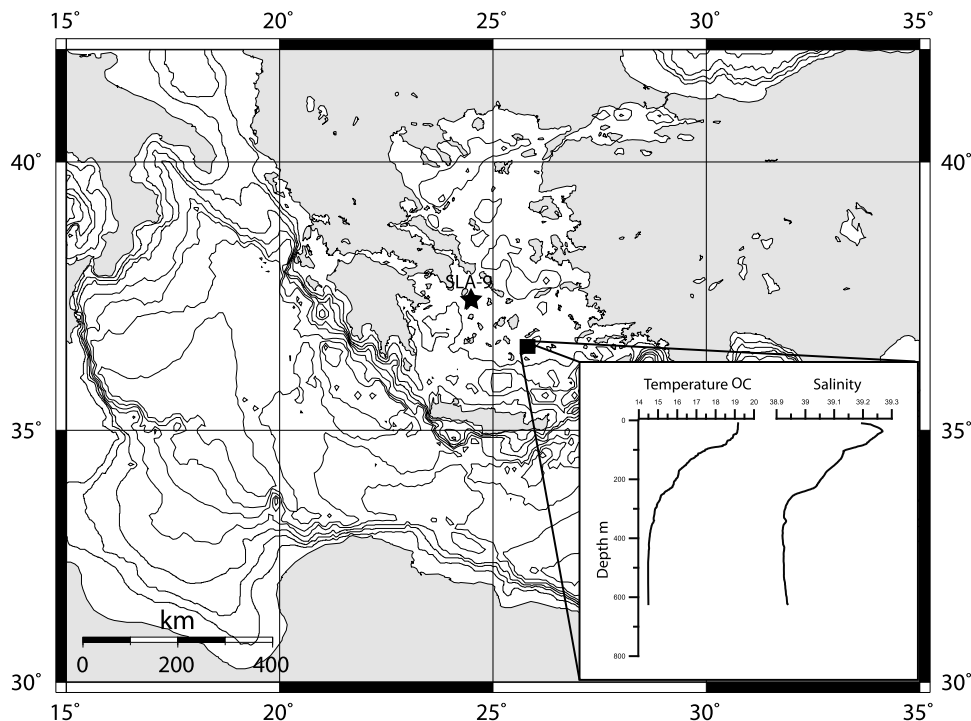 15° 20° 25° 30° 35°
40° 40°
SLA-9
Temperature OC Salinity
14 15 16 17 18 19 20 38.9 39 39.1 39.2 39.3
0
35° 35°
200
400
Depth m
600
km
0 200 400
800
30° 30°
15° 20° 25° 30° 35°